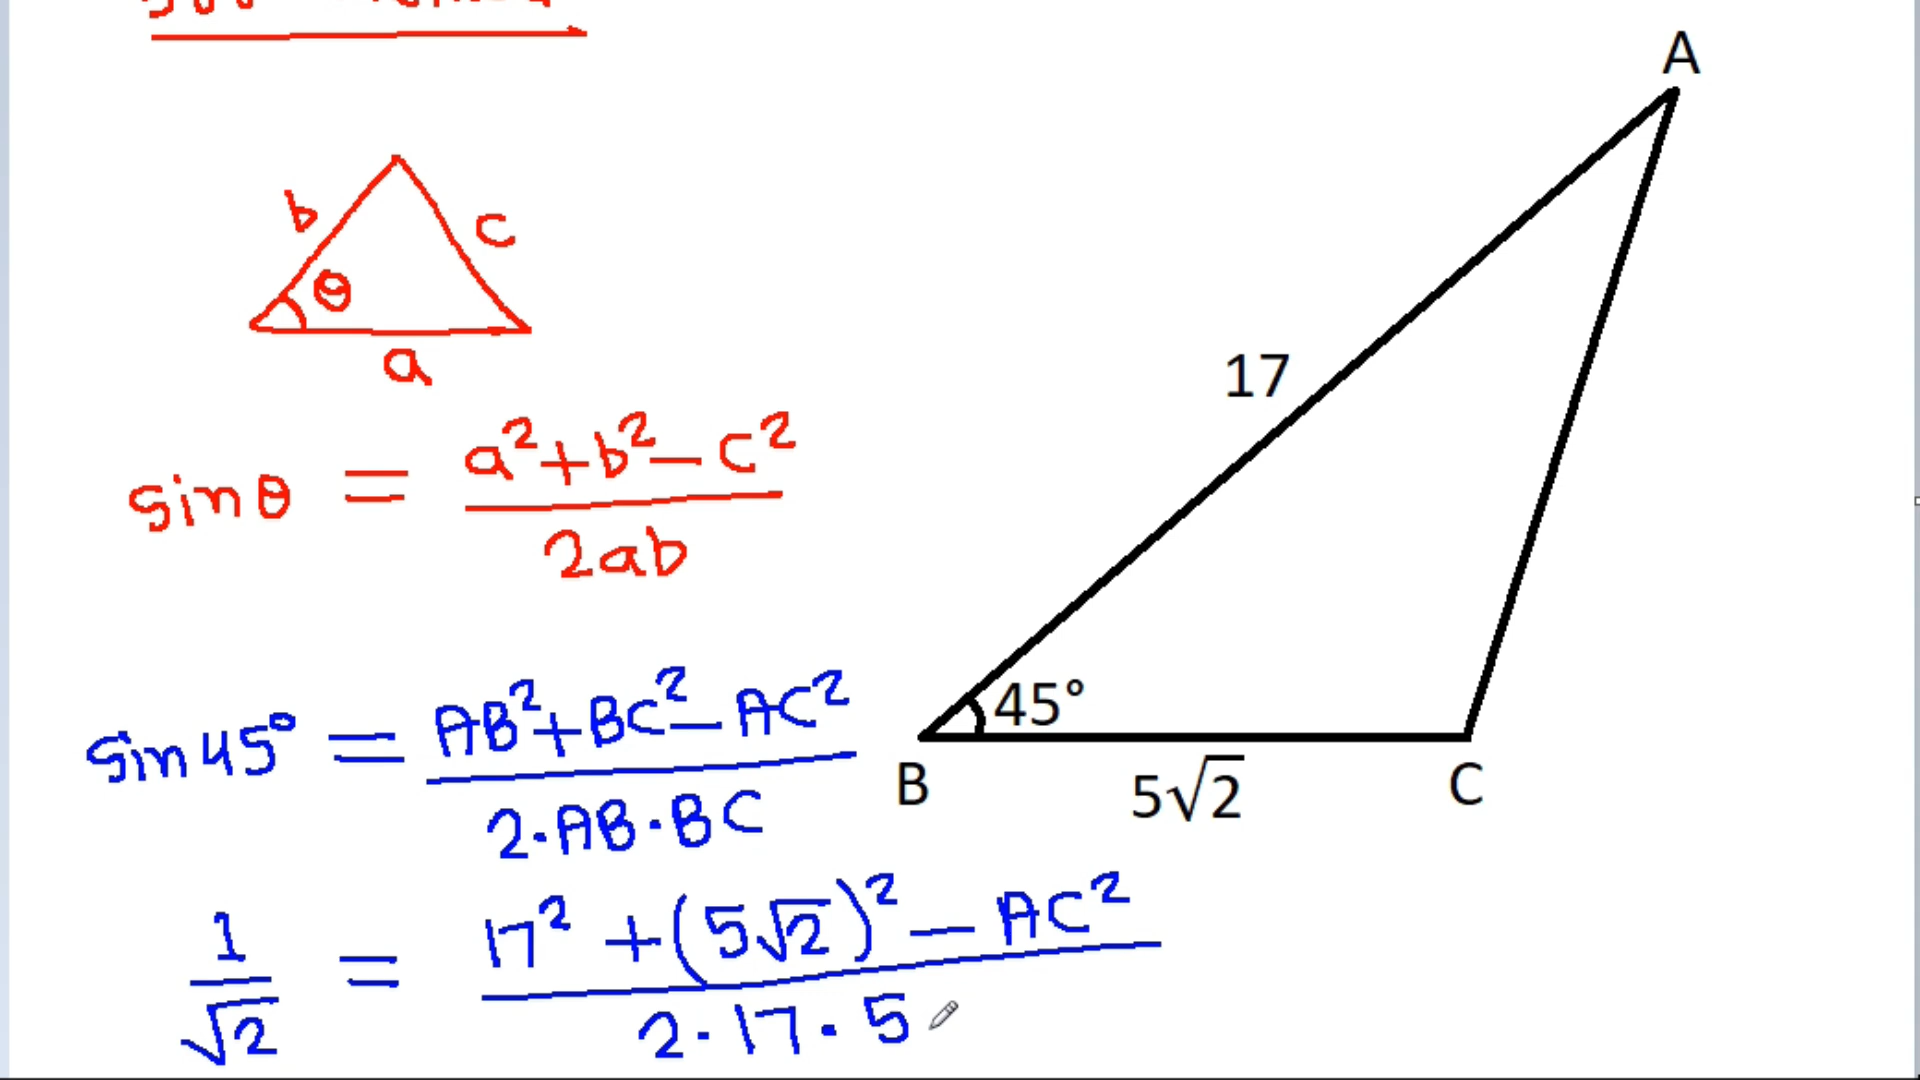 A
b
c
θ
a
17
sinθ = a²+b²-c² / 2ab
45°
sin45° = AB²+BC²-AC² / 2·AB·BC
B
5√2
C
1/√2 = 17² + (5√2)² - AC² / 2·17·5